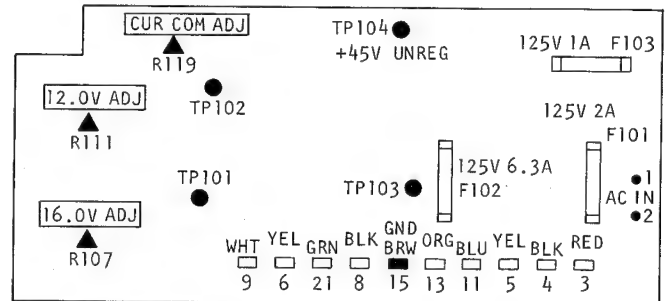 CUR COM ADJ
R119
TP104
+45V UNREG
125V 1A F103
12.0V ADJ
R111
TP102
125V 2A
F101
TP101
TP103
125V 6.3A
F102
1
AC IN
2
16.0V ADJ
R107
GND
WHT YEL GRN BLK BRW ORG BLU YEL BLK RED
9 6 21 8 15 13 11 5 4 3